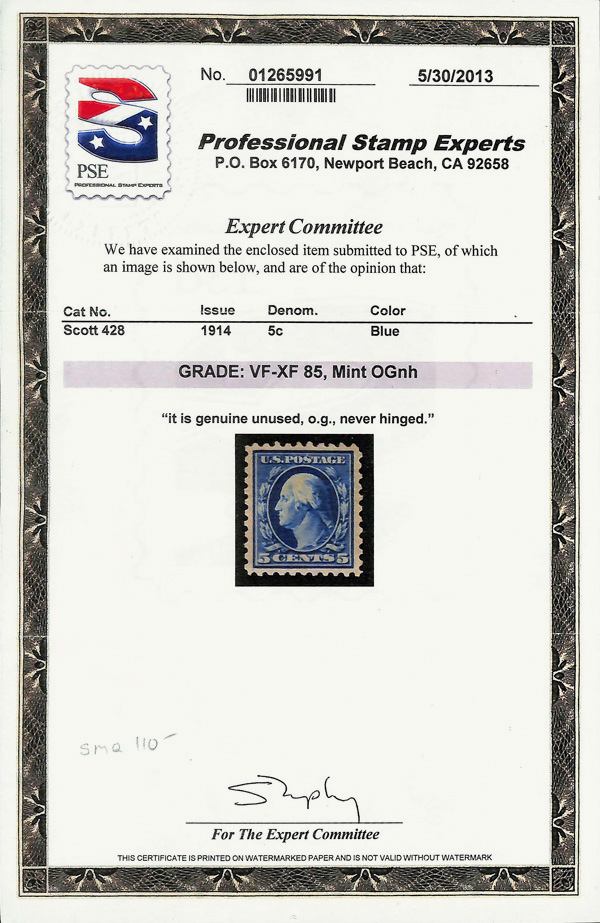 No. 01265991 5/30/2013
PSE
PROFESSIONAL STAMP EXPERTS
Professional Stamp Experts
P.O. Box 6170, Newport Beach, CA 92658
Expert Committee
We have examined the enclosed item submitted to PSE, of which
an image is shown below, and are of the opinion that:
Cat No. Issue Denom. Color
Scott 428 1914 5c Blue
GRADE: VF-XF 85, Mint OGnh
“it is genuine unused, o.g., never hinged.”
U.S. POSTAGE
5 CENTS 5
smq 110-
For The Expert Committee
THIS CERTIFICATE IS PRINTED ON WATERMARKED PAPER AND IS NOT VALID WITHOUT WATERMARK